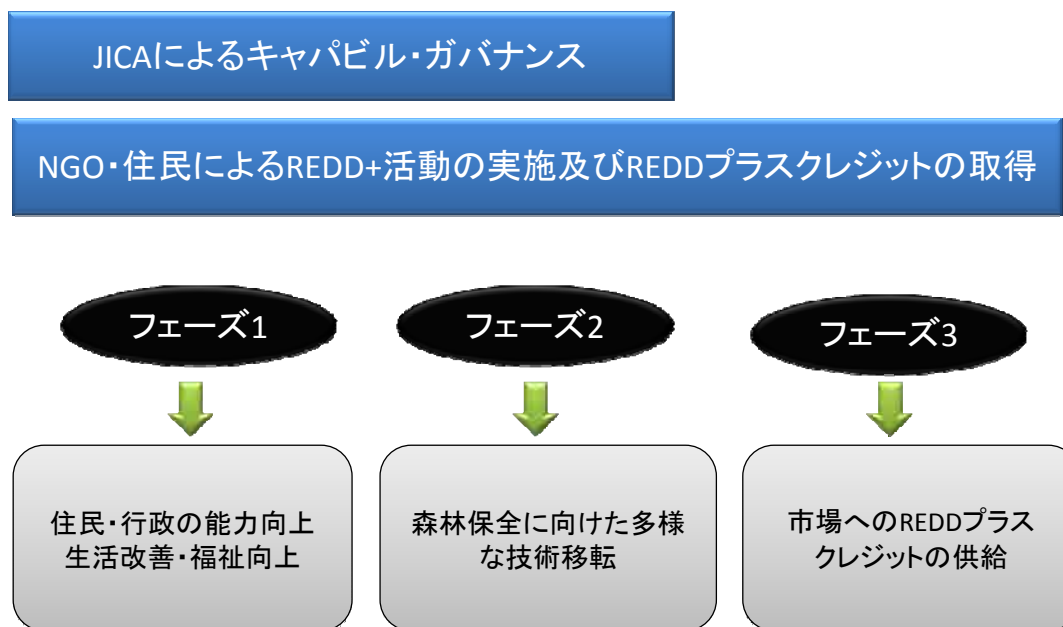 JICAによるキャパビル・ガバナンス
NGO・住民によるREDD+活動の実施及びREDDプラスクレジットの取得
フェーズ1
フェーズ2
フェーズ3
住民・行政の能力向上
生活改善・福祉向上
森林保全に向けた多様
な技術移転
市場へのREDDプラス
クレジットの供給